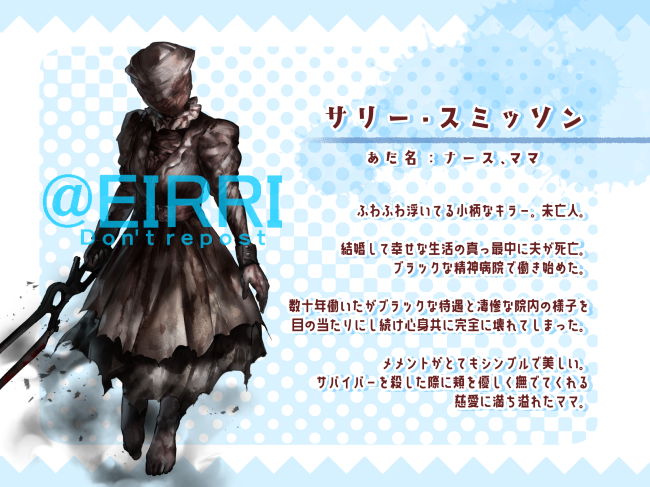 サリー・スミッソン
あだ名：ナース、ママ
@EIRRI
Don't repost
ふわふわ浮いてる小柄なキラー。未亡人。
結婚して幸せな生活の真っ最中に夫が死亡。
ブラックな精神病院で働き始めた。
数十年働いたがブラックな待遇と凄惨な院内の様子を
目の当たりにし続け心身共に完全に壊れてしまった。
メメントがとてもシンプルで美しい。
サバイバーを殺した際に頬を優しく撫でてくれる
慈愛に満ち溢れたママ。